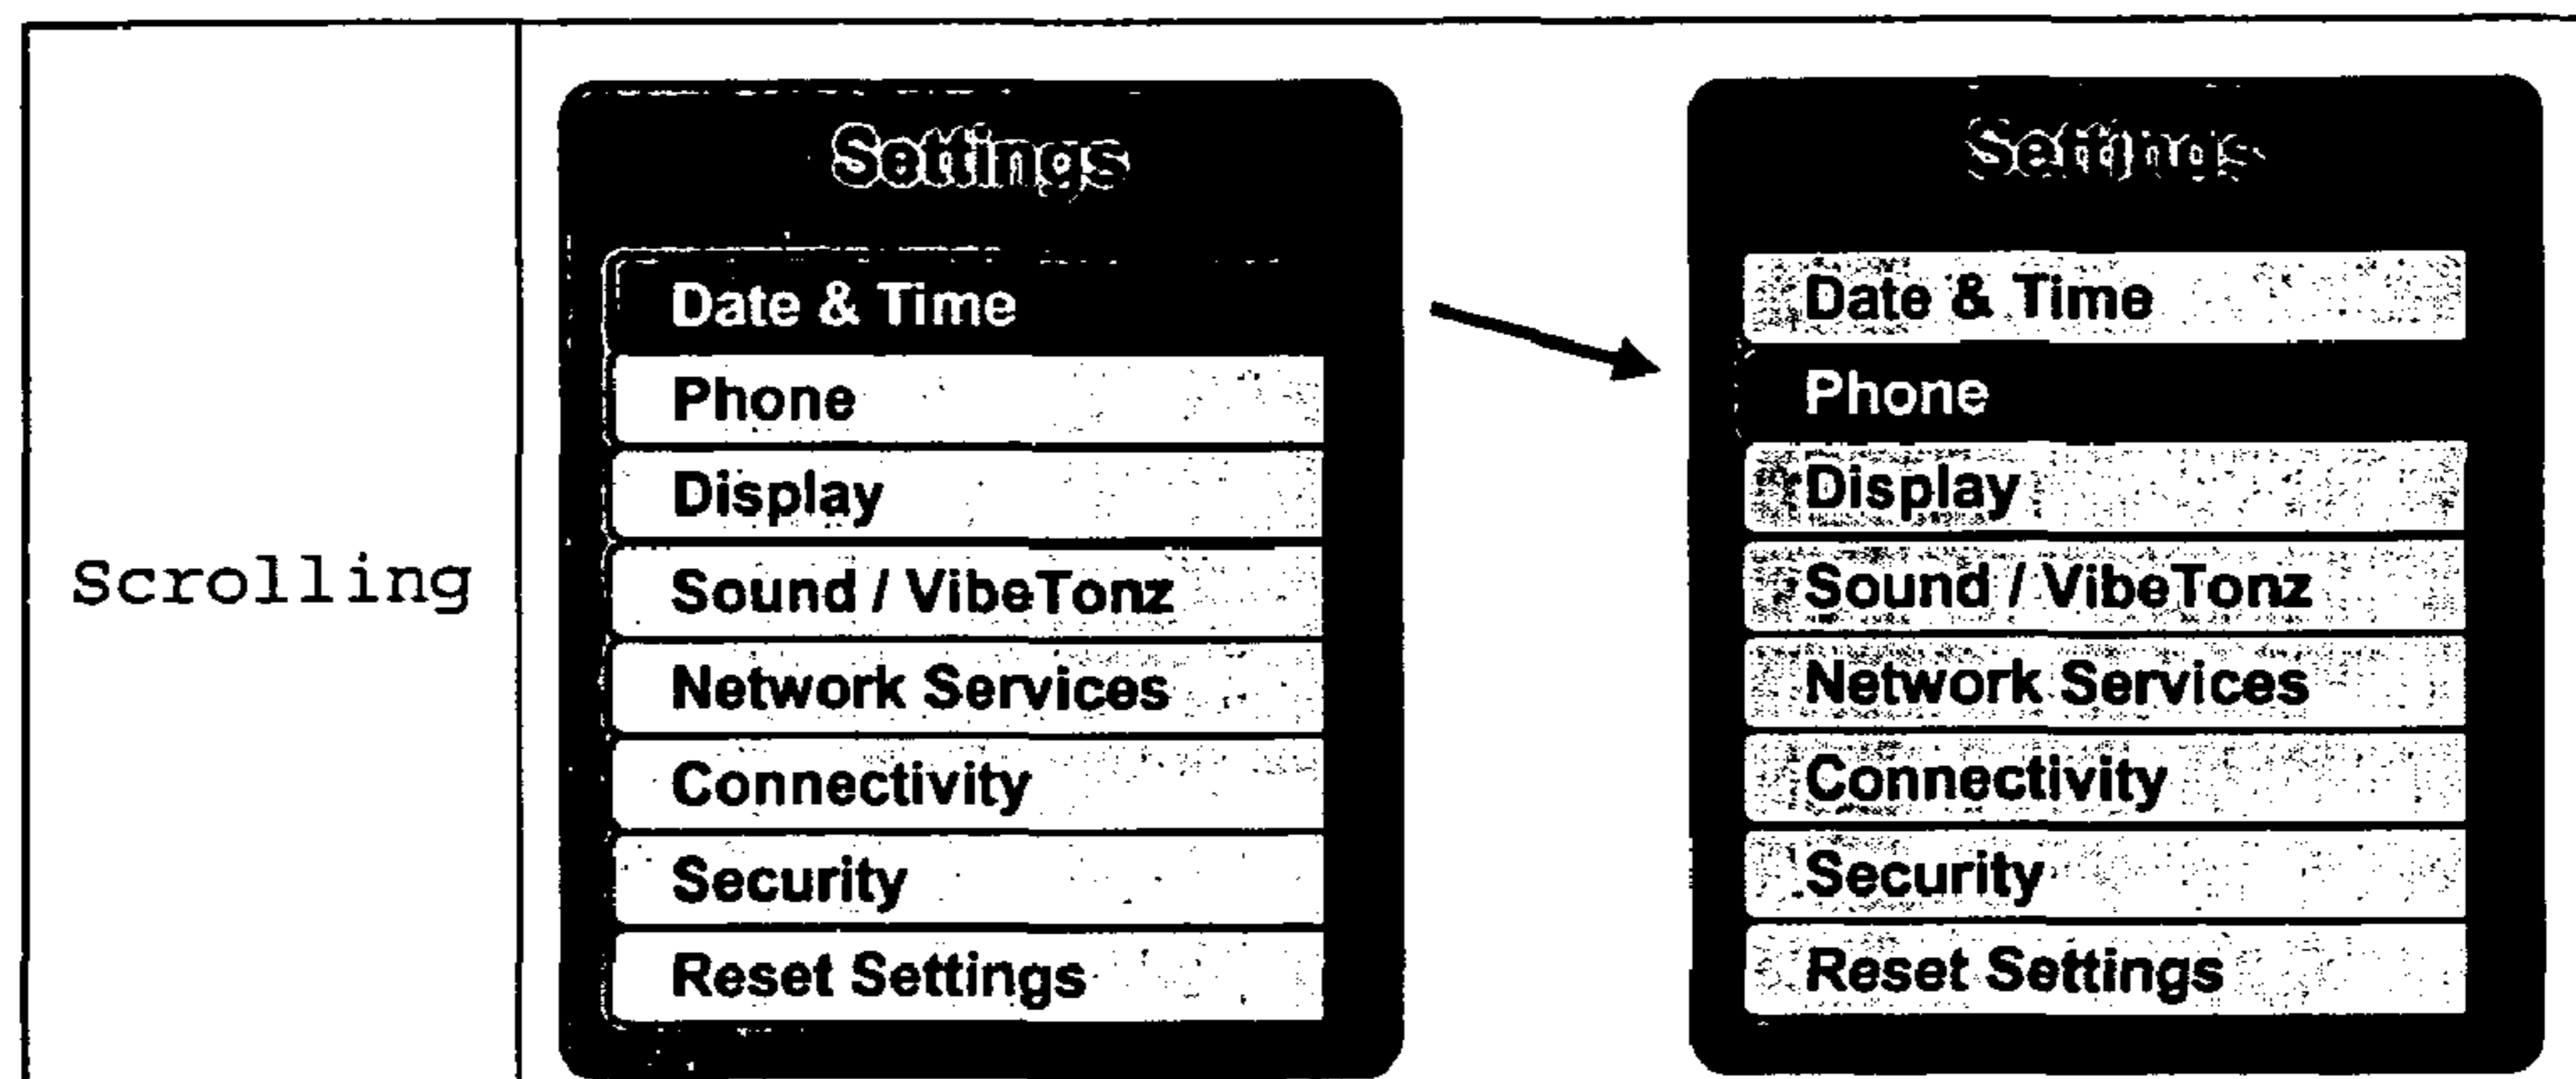 Scrolling
Settings
Date & Time
Phone
Display
Sound / VibeTonz
Network Services
Connectivity
Security
Reset Settings
Settings
Date & Time
Phone
Display
Sound / VibeTonz
Network Services
Connectivity
Security
Reset Settings